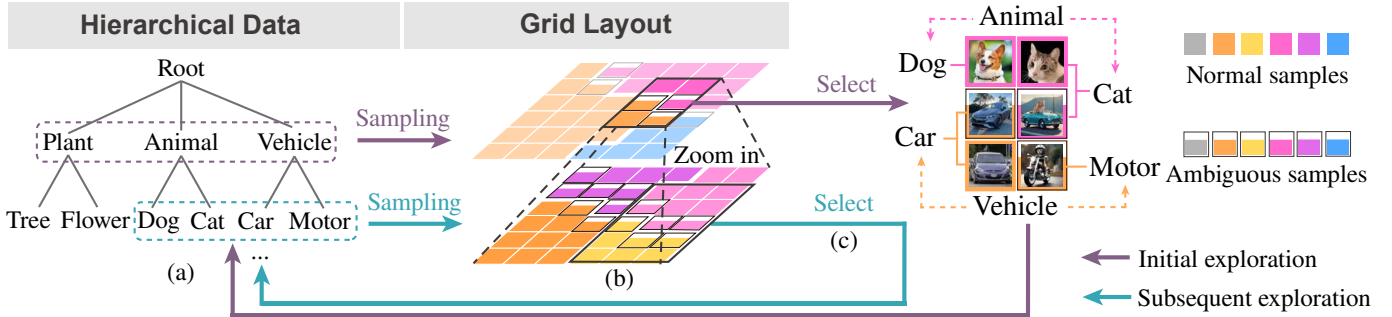 Hierarchical Data
Grid Layout
Root
Plant Animal Vehicle
Tree Flower Dog Cat Car Motor
...
(a)
Sampling
Sampling
Zoom in
(b)
Select
Select
(c)
Animal
Dog
Cat
Car
Motor
Vehicle
Normal samples
Ambiguous samples
Initial exploration
Subsequent exploration